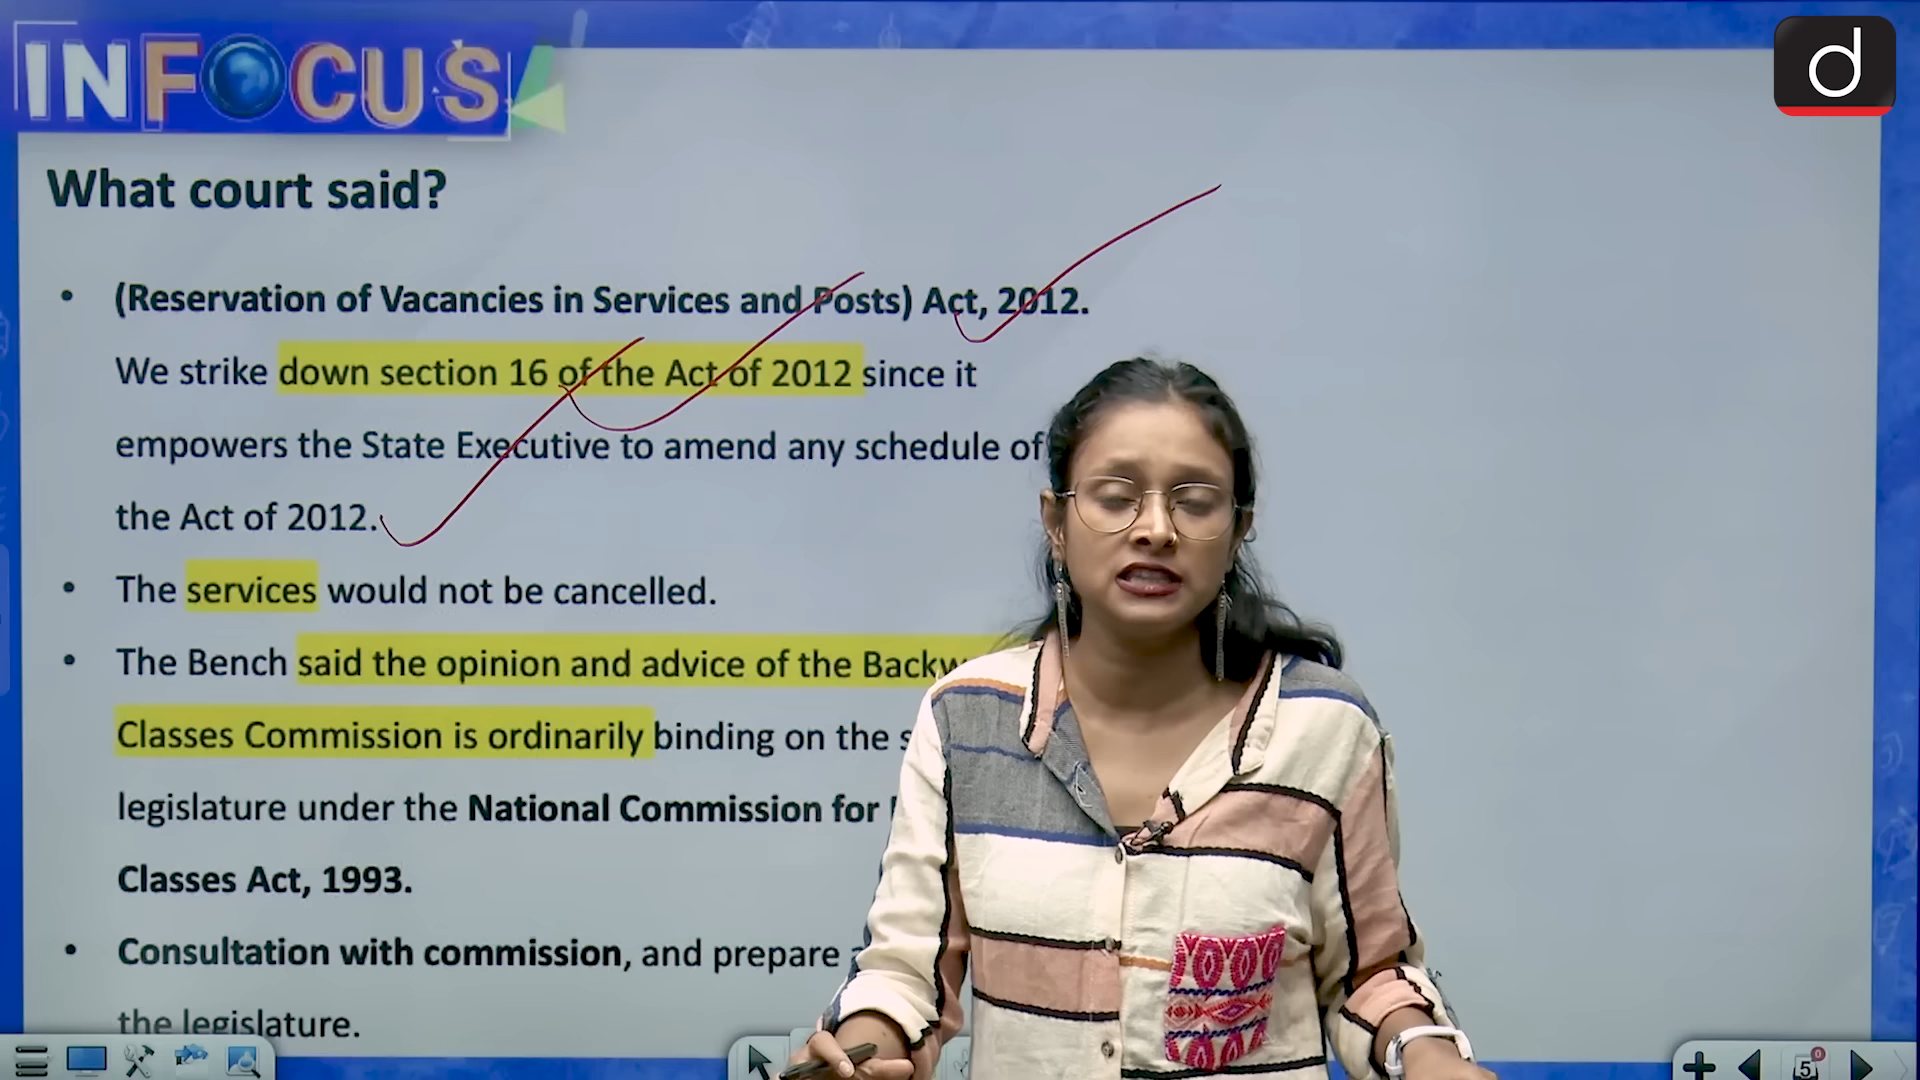 INFOCUS
d
What court said?
• (Reservation of Vacancies in Services and Posts) Act, 2012.
We strike down section 16 of the Act of 2012 since it
empowers the State Executive to amend any schedule of
the Act of 2012.
• The services would not be cancelled.
• The Bench said the opinion and advice of the
Classes Commission is ordinarily binding on the
legislature under the National Commission for
Classes Act, 1993.
• Consultation with commission, and prepare
the legislature.
5
0